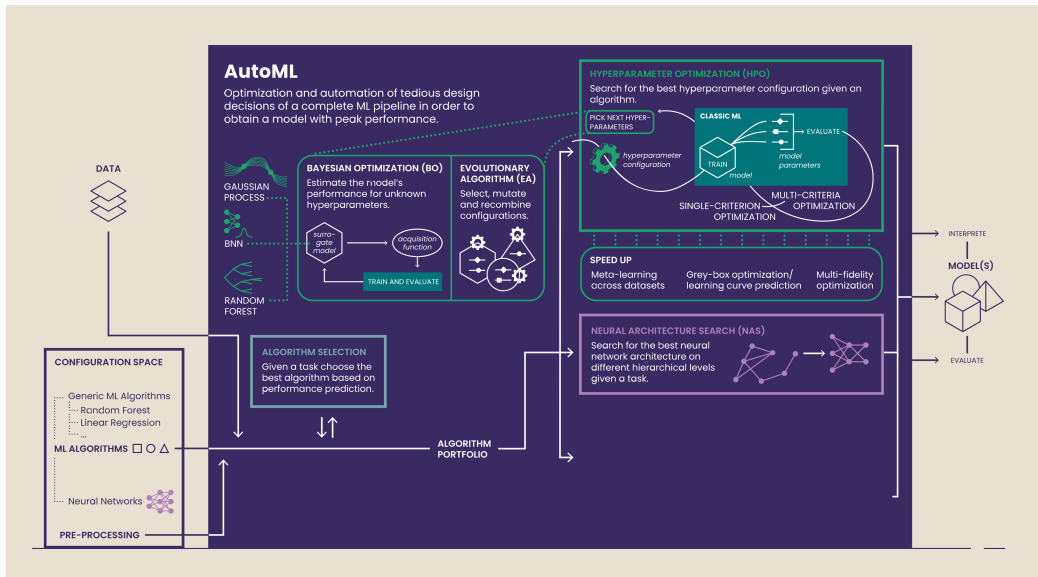 AutoML
Optimization and automation of tedious design
decisions of a complete ML pipeline in order to
obtain a model with peak performance.
DATA
GAUSSIAN
PROCESS
BNN
RANDOM
FOREST
BAYESIAN OPTIMIZATION (BO)
Estimate the model's
performance for unknown
hyperparameters.
surro-
gate
model
acquisition
function
TRAIN AND EVALUATE
EVOLUTIONARY
ALGORITHM (EA)
Select, mutate
and recombine
configurations.
HYPERPARAMETER OPTIMIZATION (HPO)
Search for the best hyperparameter configuration given an
algorithm.
PICK NEXT HYPER-
PARAMETERS
hyperparameter
configuration
CLASSIC ML
TRAIN
model
EVALUATE
model
parameters
MULTI-CRITERIA
OPTIMIZATION
SINGLE-CRITERION
OPTIMIZATION
SPEED UP
Meta-learning
across datasets
Grey-box optimization/
learning curve prediction
Multi-fidelity
optimization
NEURAL ARCHITECTURE SEARCH (NAS)
Search for the best neural
network architecture on
different hierarchical levels
given a task.
INTERPRETE
MODEL(S)
EVALUATE
ALGORITHM SELECTION
Given a task choose the
best algorithm based on
performance prediction.
ALGORITHM
PORTFOLIO
CONFIGURATION SPACE
Generic ML Algorithms
Random Forest
Linear Regression
...
ML ALGORITHMS
Neural Networks
PRE-PROCESSING